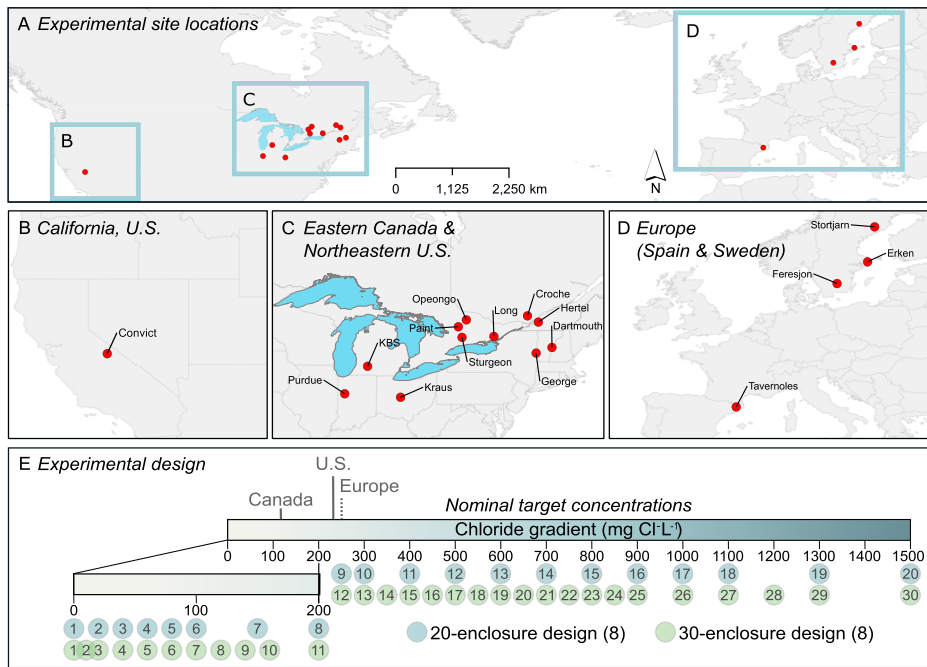 A Experimental site locations
B
C
D
0 1,125 2,250 km
N
B California, U.S.
Convict
C Eastern Canada &
Northeastern U.S.
Opeongo
Long
Croche
Paint
Hertel
Dartmouth
KBS
Sturgeon
Purdue
Kraus
George
D Europe
(Spain & Sweden)
Stortjarn
Erken
Feresjon
Tavernoles
E Experimental design
U.S.
Canada
Europe
Nominal target concentrations
Chloride gradient (mg Cl⁻L⁻¹)
0 100 200 300 400 500 600 700 800 900 1000 1100 1200 1300 1400 1500
9 10 11 12 13 14 15 16 17 18 19 20
12 13 14 15 16 17 18 19 20 21 22 23 24 25 26 27 28 29 30
0 100 200
1 2 3 4 5 6 7 8
1 2 3 4 5 6 7 8 9 10 11
20-enclosure design (8)
30-enclosure design (8)